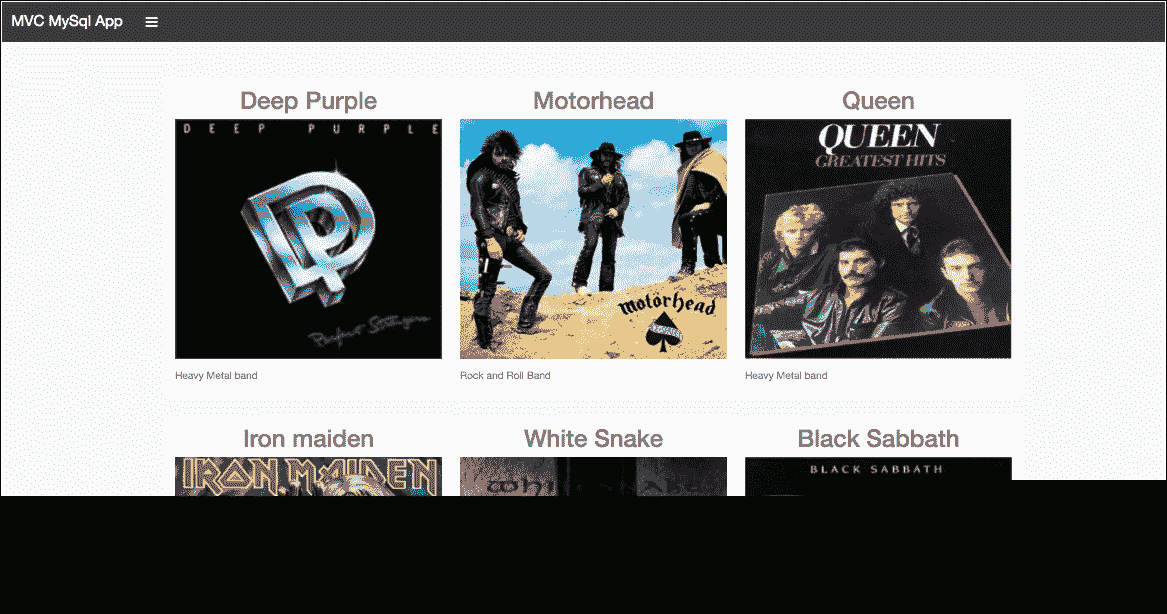 MVC MySql App
Deep Purple
Motorhead
Queen
DEEP PURPLE
QUEEN
GREATEST HITS
Perfect Strangers
motörhead
Heavy Metal band
Rock and Roll Band
Heavy Metal band
Iron maiden
White Snake
Black Sabbath
IRON MAIDEN
BLACK SABBATH